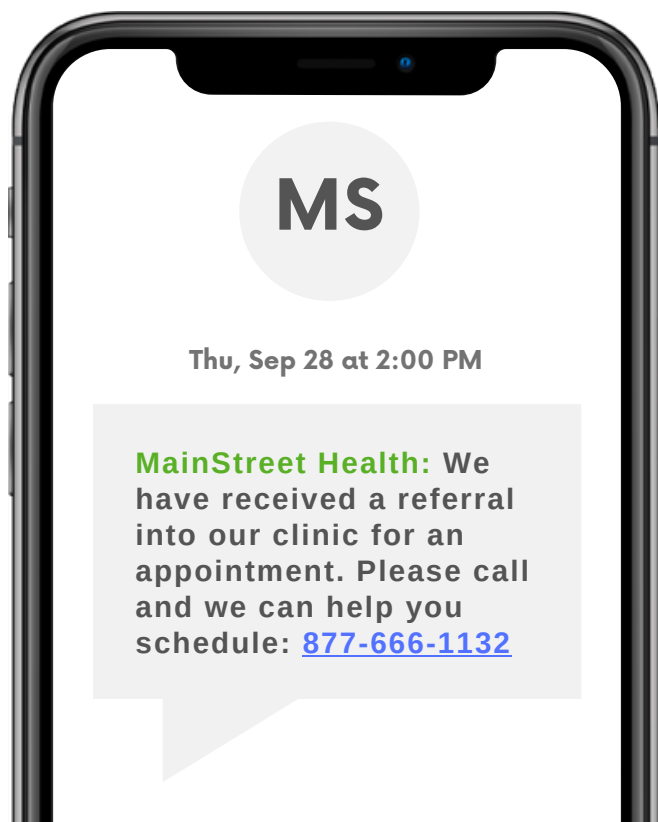 MS
Thu, Sep 28 at 2:00 PM
MainStreet Health: We
have received a referral
into our clinic for an
appointment. Please call
and we can help you
schedule: 877-666-1132